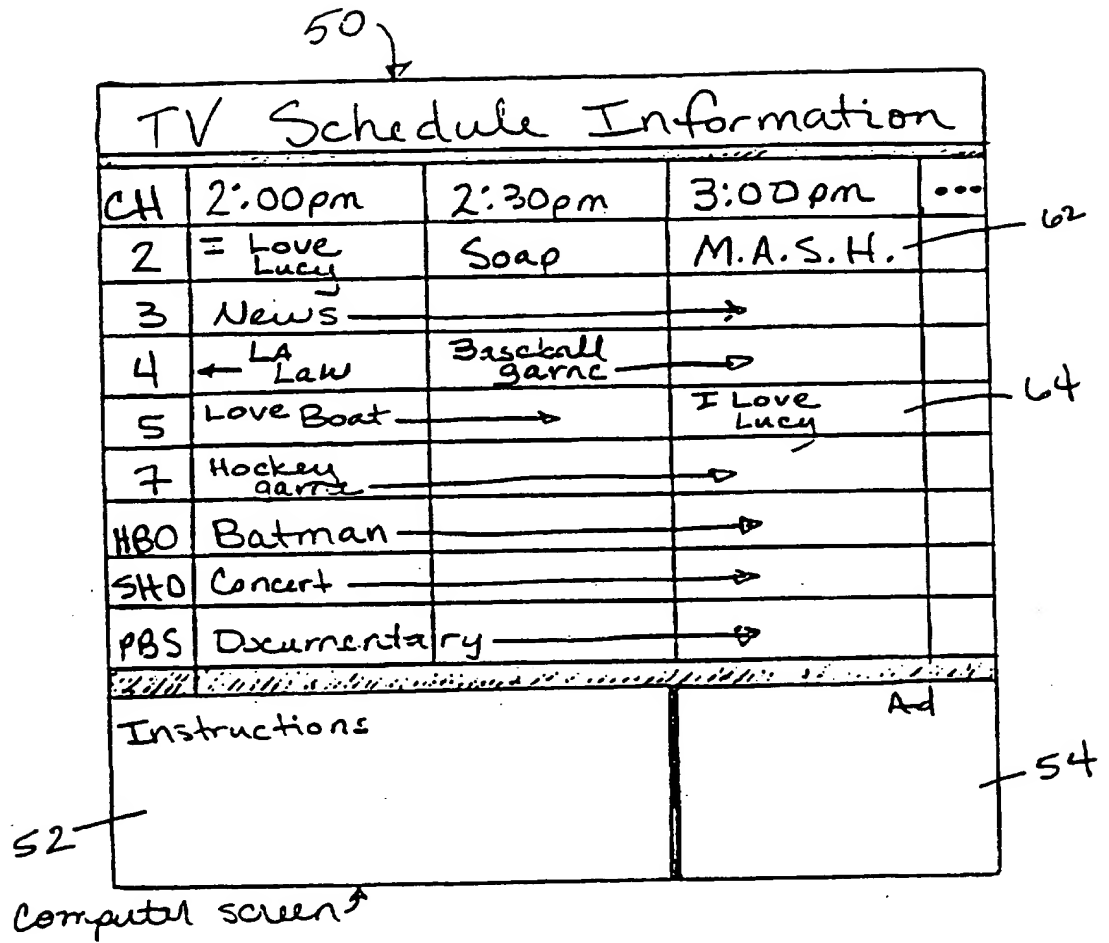 50
TV Schedule Information
CH 2:00pm 2:30pm 3:00pm ...
62
2 I Love Lucy Soap M.A.S.H.
3 News
4 LA Law Baseball game
5 Love Boat I Love Lucy
64
7 Hockey game
HBO Batman
SHO Concert
PBS Documentary
Instructions Ad
54
52
Computer screen